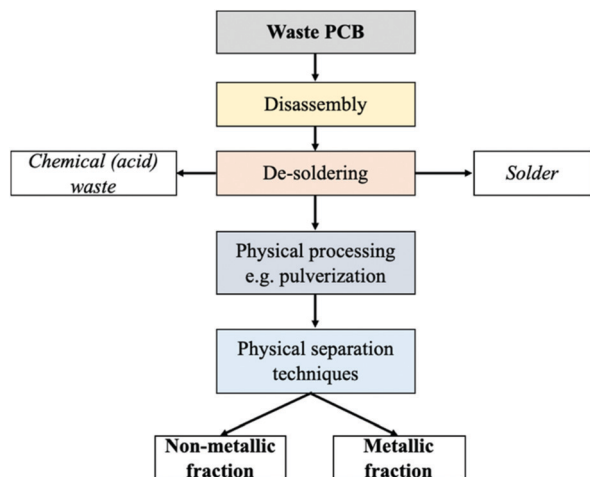 Waste PCB
Disassembly
Chemical (acid)
waste
De-soldering
Solder
Physical processing
e.g. pulverization
Physical separation
techniques
Non-metallic
fraction
Metallic
fraction